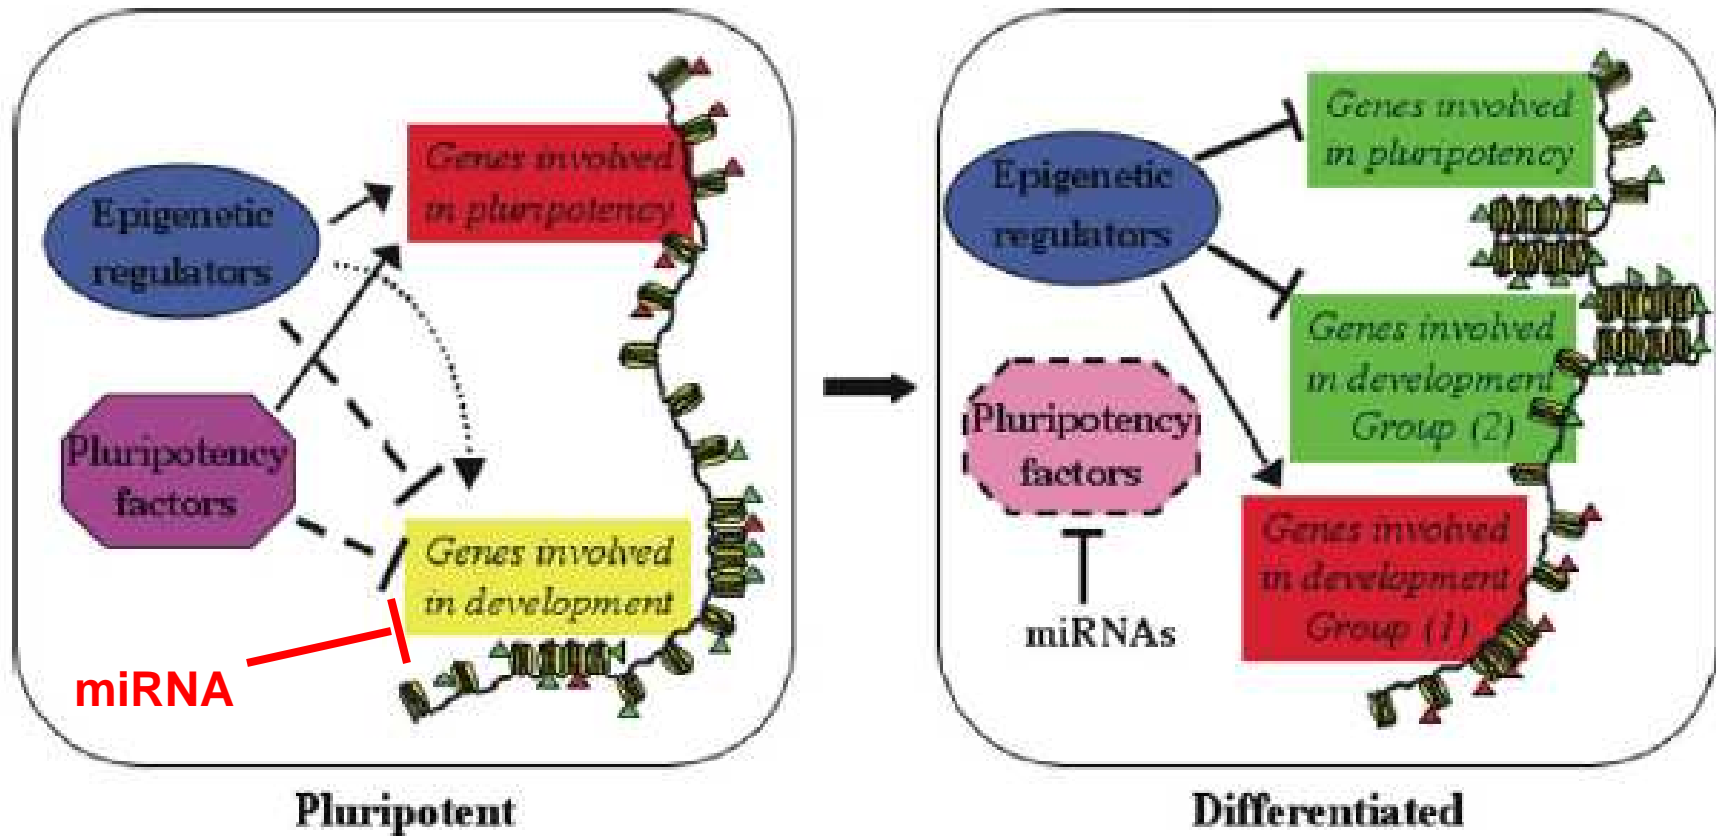 Genes involved
in pluripotency
Epigenetic
regulators
Pluripotency
factors
Genes involved
in development
miRNA
Pluripotent
Genes involved
in pluripotency
Epigenetic
regulators
Genes involved
in development
Group (2)
Pluripotency
factors
Genes involved
in development
Group (1)
miRNAs
Differentiated